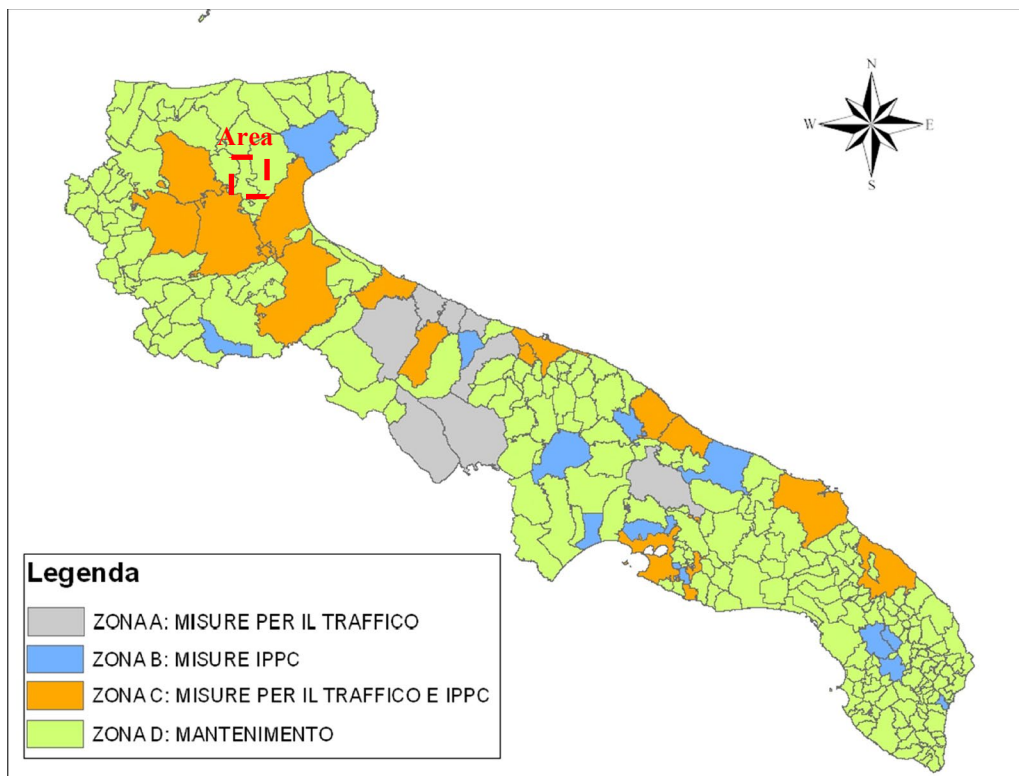 N
Area
W E
S
Legenda
ZONA A: MISURE PER IL TRAFFICO
ZONA B: MISURE IPPC
ZONA C: MISURE PER IL TRAFFICO E IPPC
ZONA D: MANTENIMENTO